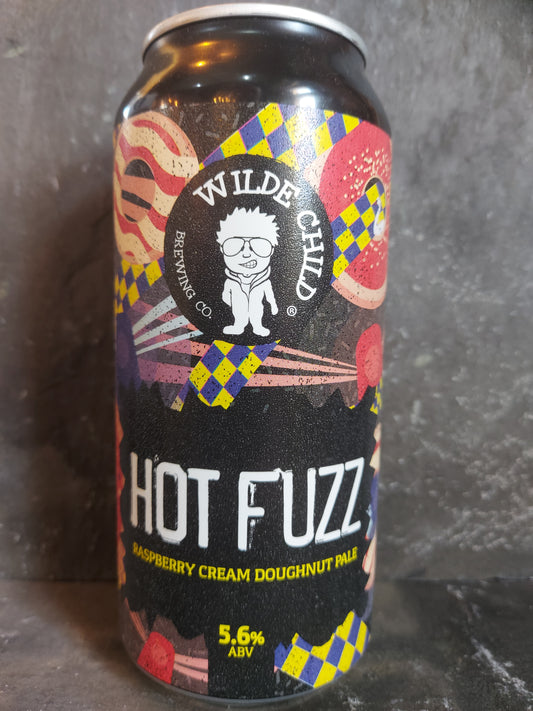 WILDE CHILD
BREWING CO.
®
HOT FUZZ
RASPBERRY CREAM DOUGHNUT PALE
5.6%
ABV